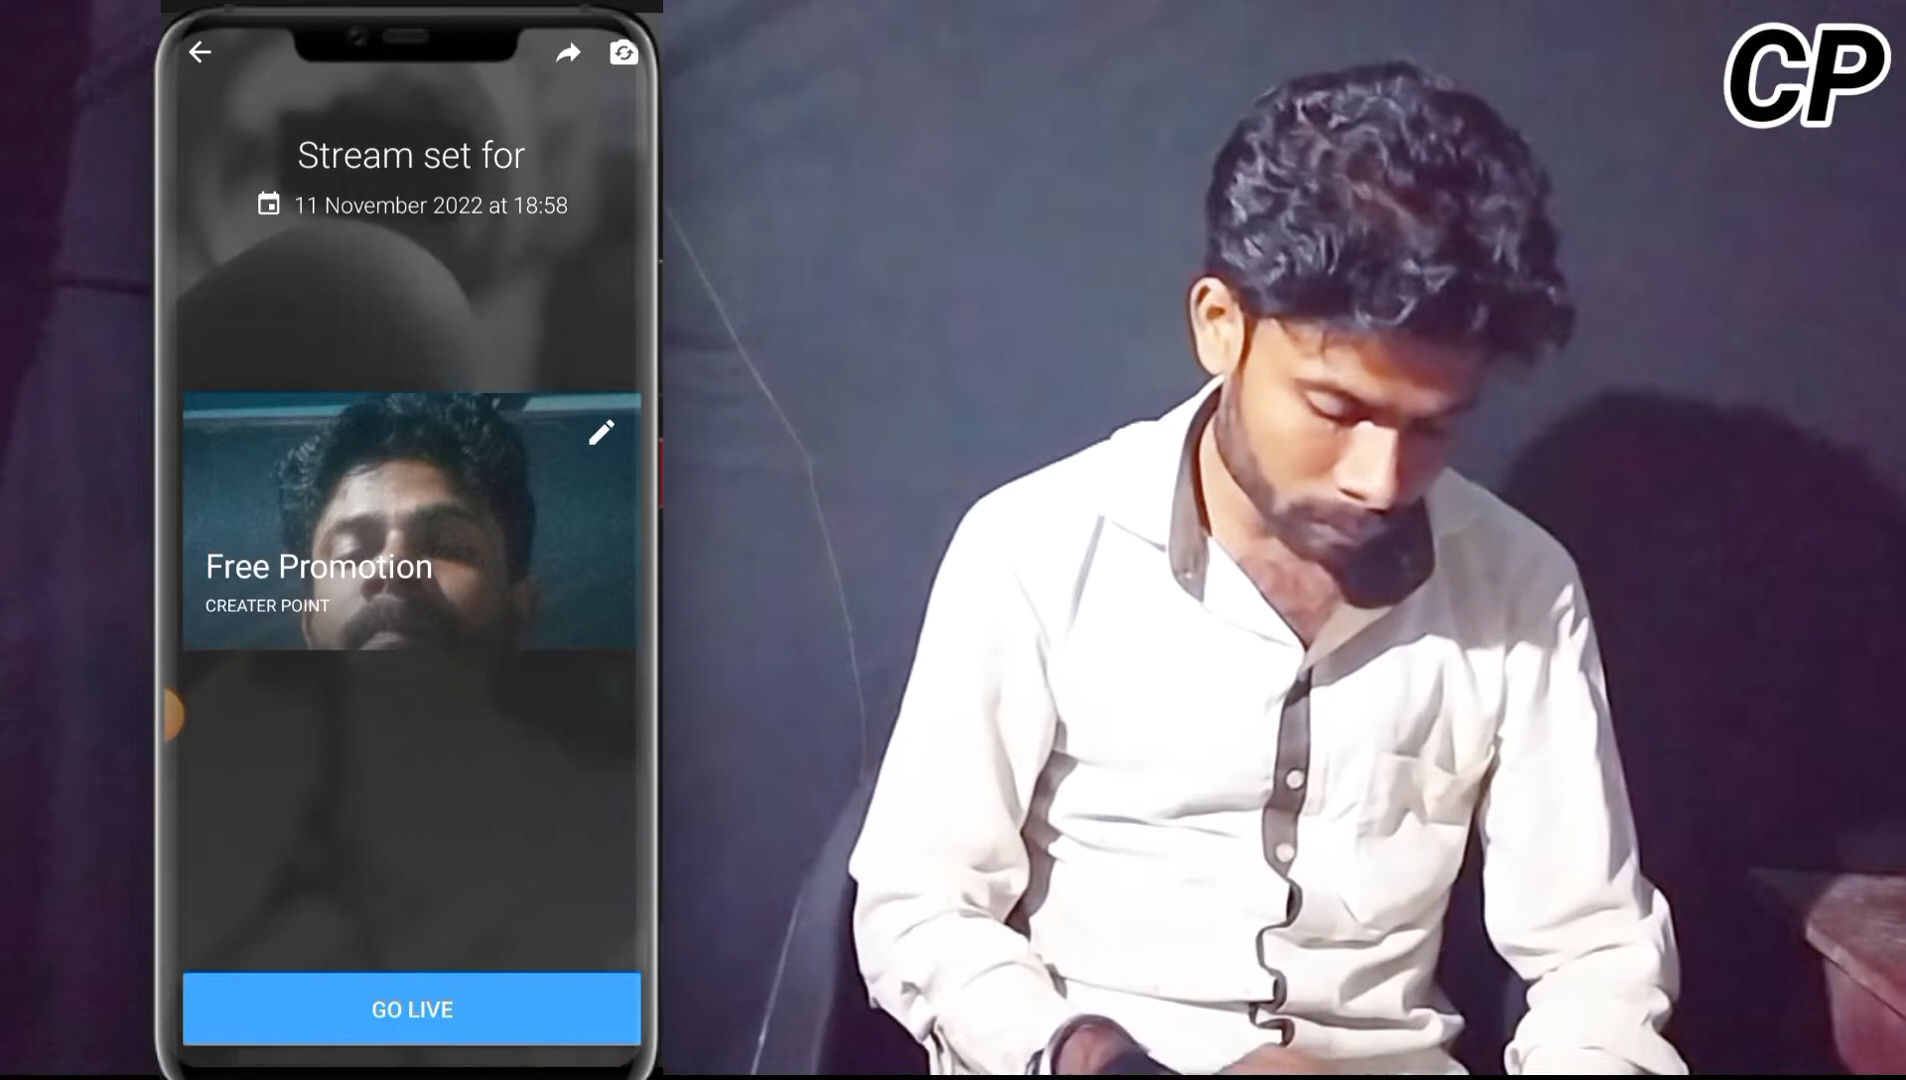 CP
Stream set for
11 November 2022 at 18:58
Free Promotion
CREATER POINT
GO LIVE